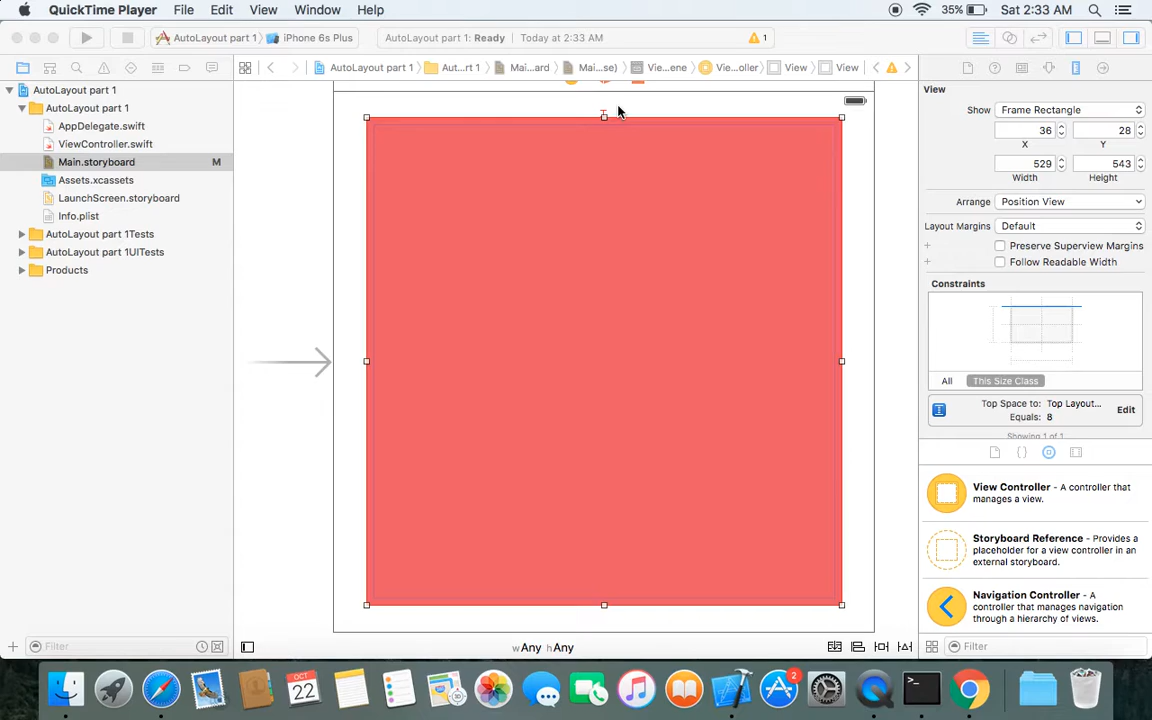 QuickTime Player File Edit View Window Help 35% Sat 2:33 AM
AutoLayout part 1 iPhone 6s Plus AutoLayout part 1: Ready Today at 2:33 AM 1
AutoLayout part 1 Aut...rt 1 Mai...ard Mai...se) Vie...ene Vie...oller View View
AutoLayout part 1
AutoLayout part 1
AppDelegate.swift
ViewController.swift
Main.storyboard M
Assets.xcassets
LaunchScreen.storyboard
Info.plist
AutoLayout part 1Tests
AutoLayout part 1UITests
Products
Filter
wAny hAny
View
Show Frame Rectangle
36 28
X Y
529 543
Width Height
Arrange Position View
Layout Margins Default
Preserve Superview Margins
Follow Readable Width
Constraints
All This Size Class
Top Space to: Top Layout...
Equals: 8
Edit
Showing 1 of 1
View Controller - A controller that
manages a view.
Storyboard Reference - Provides a
placeholder for a view controller in an
external storyboard.
Navigation Controller - A
controller that manages navigation
through a hierarchy of views.
Filter
OCT
22
2